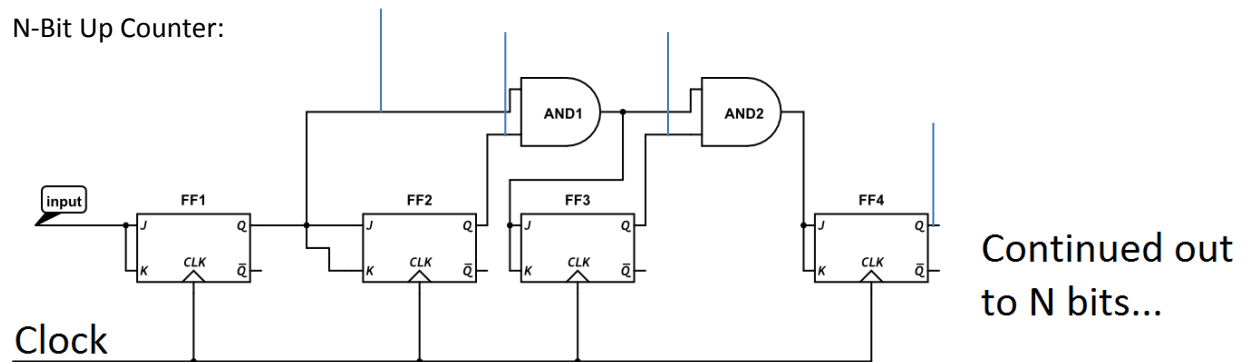 N-Bit Up Counter:
AND1
AND2
input
FF1
FF2
FF3
FF4
J
Q
J
Q
J
Q
J
Q
CLK
CLK
CLK
CLK
K
Q̅
K
Q̅
K
Q̅
K
Q̅
Continued out
to N bits...
Clock